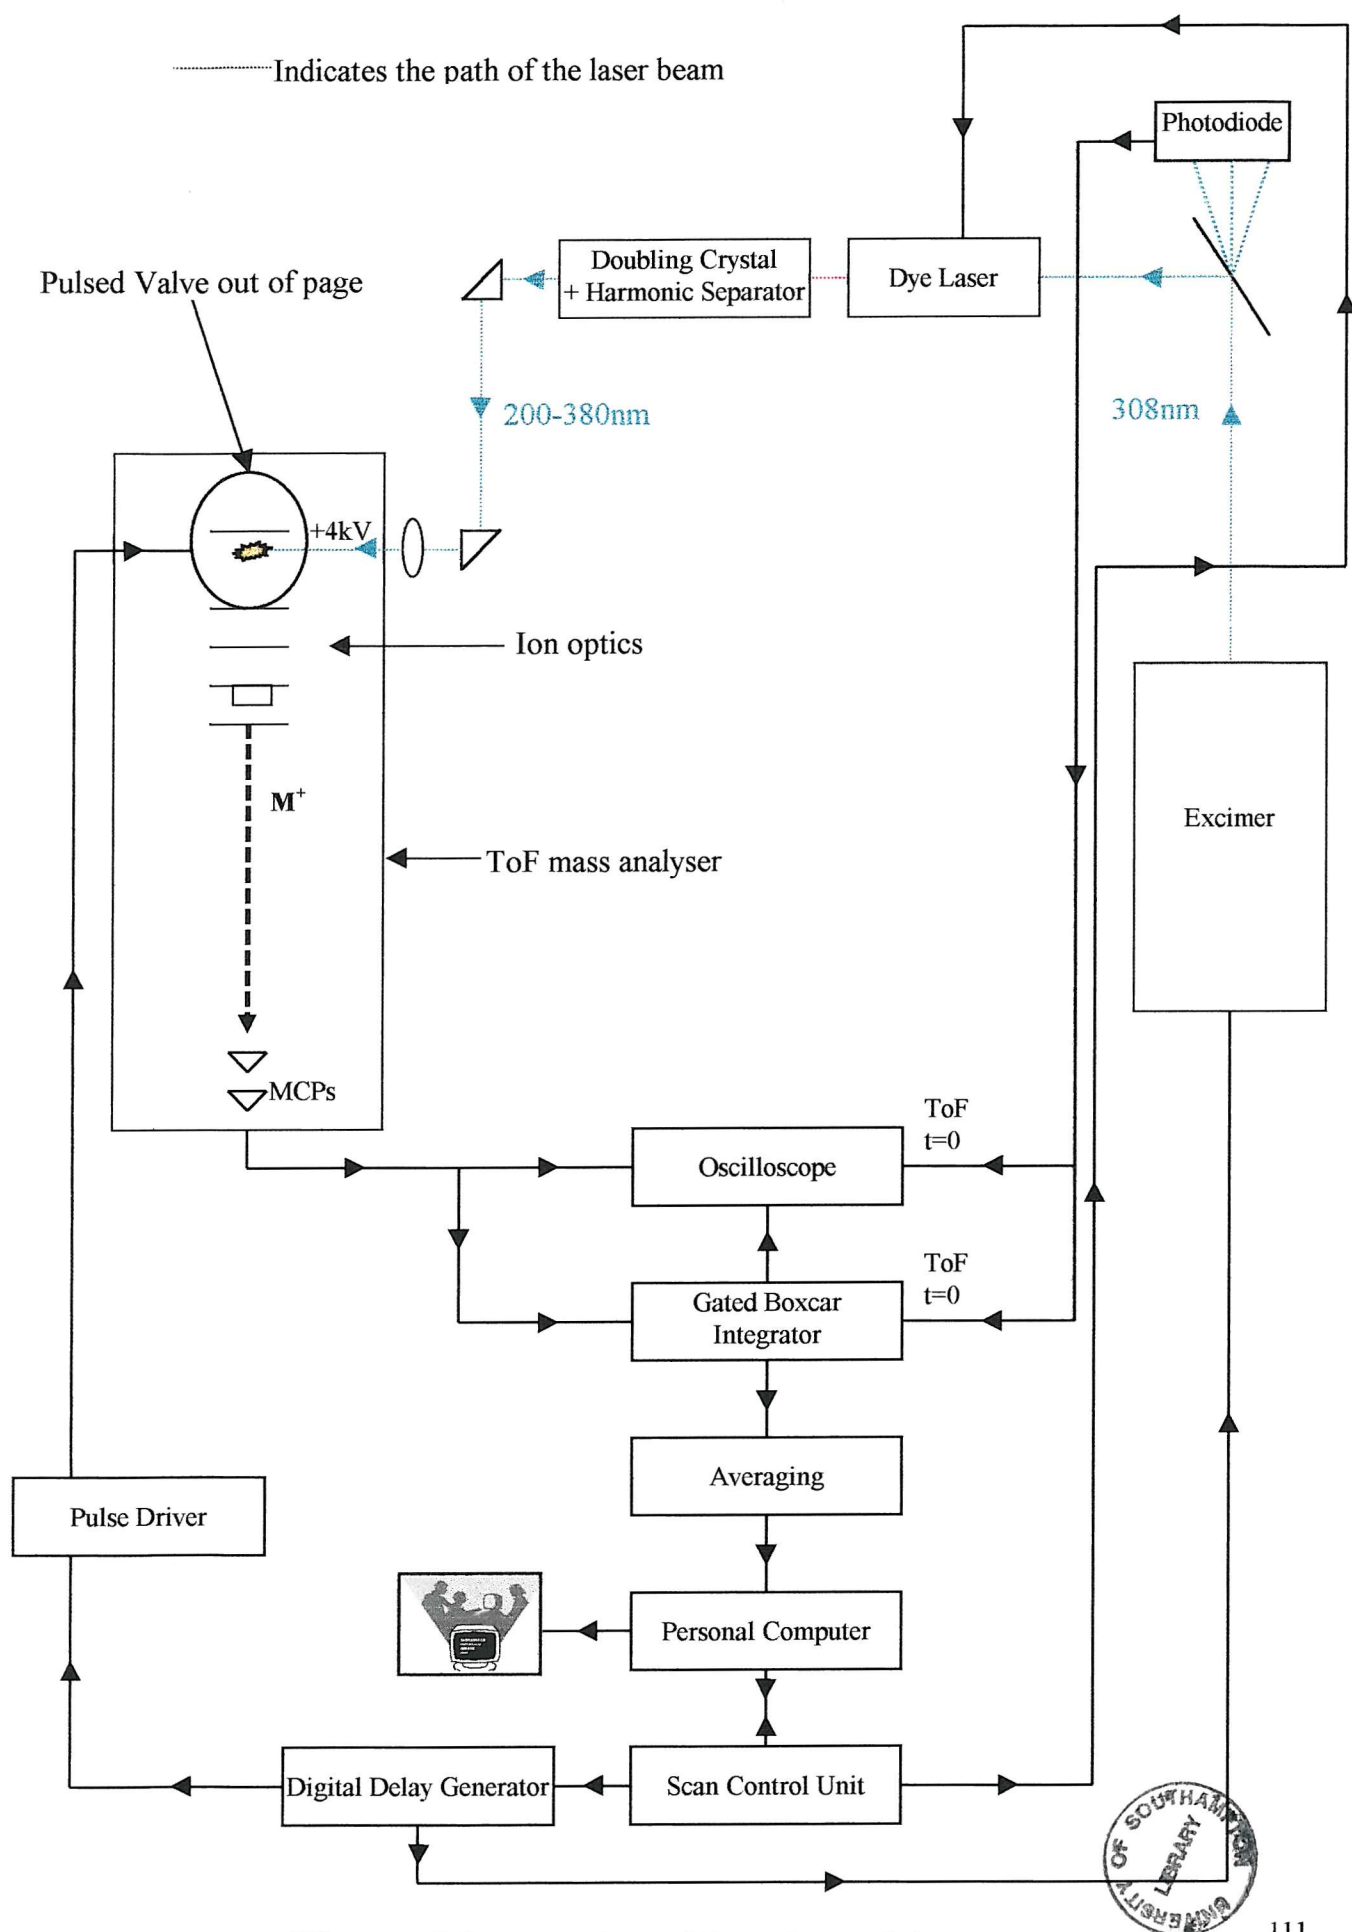 Indicates the path of the laser beam
Photodiode
Pulsed Valve out of page
Doubling Crystal
+ Harmonic Separator
Dye Laser
200-380nm
308nm
+4kV
Ion optics
M⁺
Excimer
ToF mass analyser
MCPs
ToF
t=0
Oscilloscope
ToF
t=0
Gated Boxcar
Integrator
Averaging
Pulse Driver
Personal Computer
Digital Delay Generator
Scan Control Unit
UNIVERSITY OF SOUTHAMPTON
LIBRARY
111